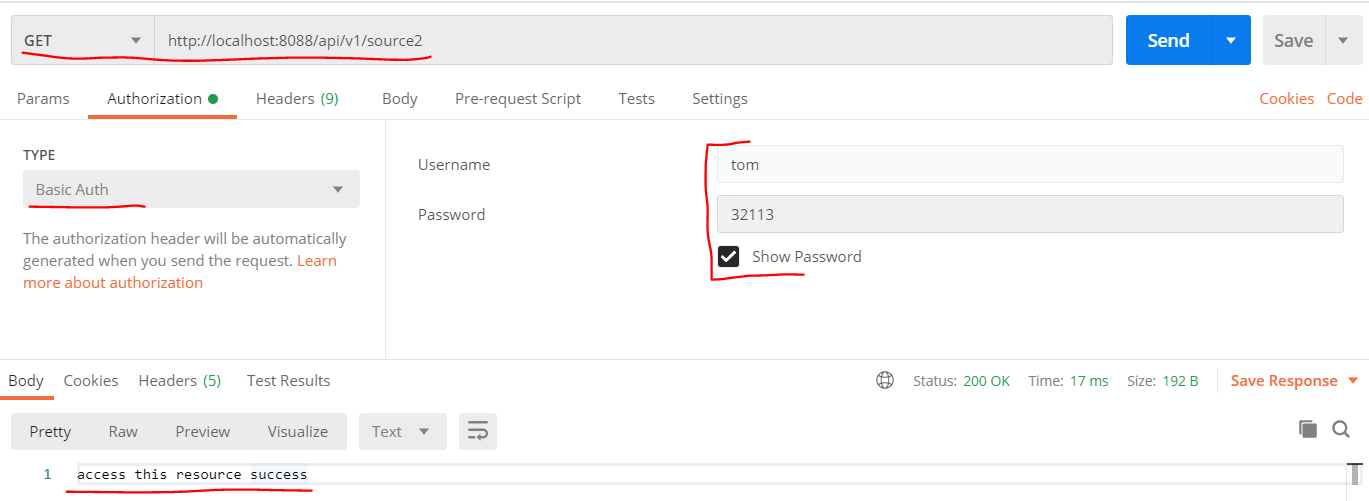 GET http://localhost:8088/api/v1/source2 Send Save
Params Authorization Headers (9) Body Pre-request Script Tests Settings Cookies Code
TYPE
Basic Auth
The authorization header will be automatically
generated when you send the request. Learn
more about authorization
Username tom
Password 32113
Show Password
Body Cookies Headers (5) Test Results Status: 200 OK Time: 17 ms Size: 192 B Save Response
Pretty Raw Preview Visualize Text
1 access this resource success